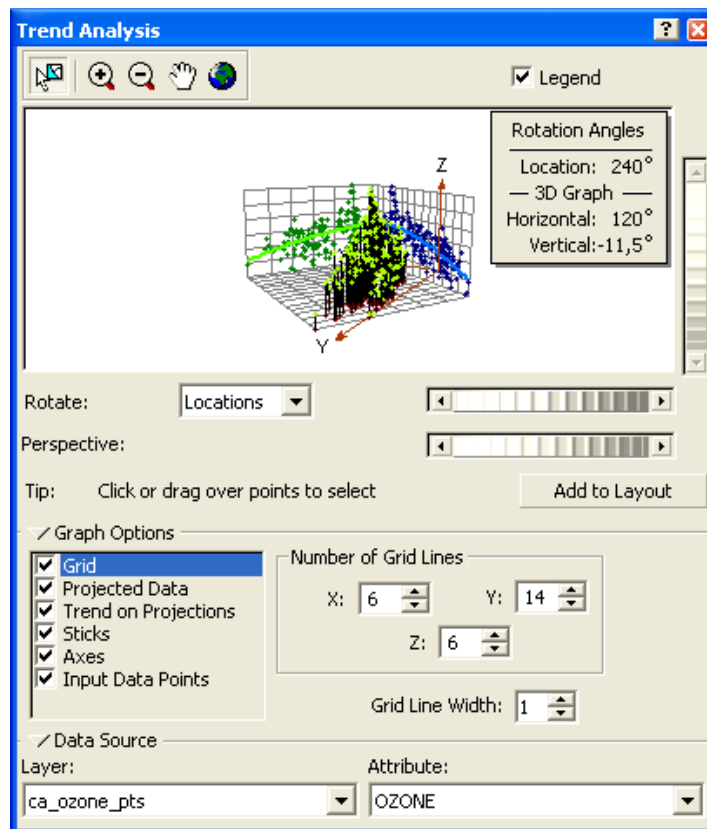 Trend Analysis
Legend
Rotation Angles
Location: 240°
3D Graph
Horizontal: 120°
Vertical:-11,5°
Z
Y
Rotate: Locations
Perspective:
Tip: Click or drag over points to select Add to Layout
Graph Options
Grid
Projected Data
Trend on Projections
Sticks
Axes
Input Data Points
Number of Grid Lines
X: 6 Y: 14
Z: 6
Grid Line Width: 1
Data Source
Layer: Attribute:
ca_ozone_pts OZONE